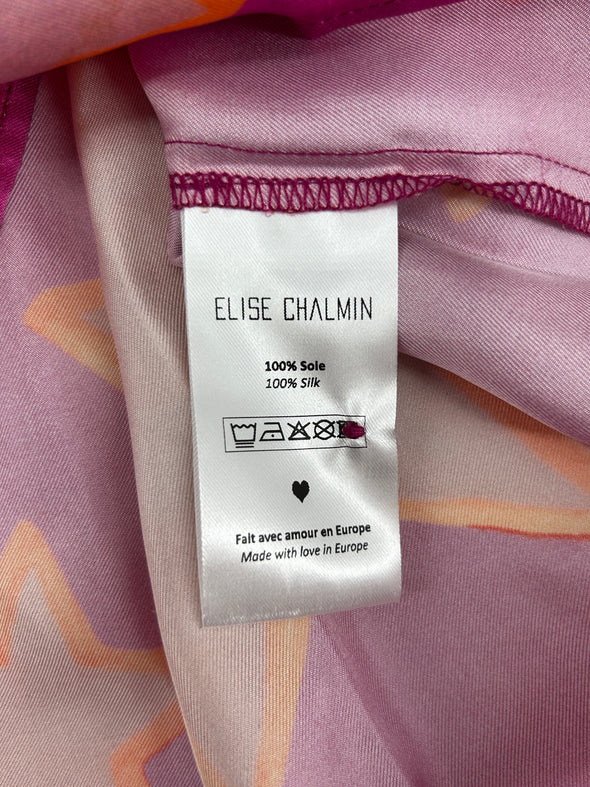 ELISE CHALMIN
100% Soie
100% Silk
Fait avec amour en Europe
Made with love in Europe